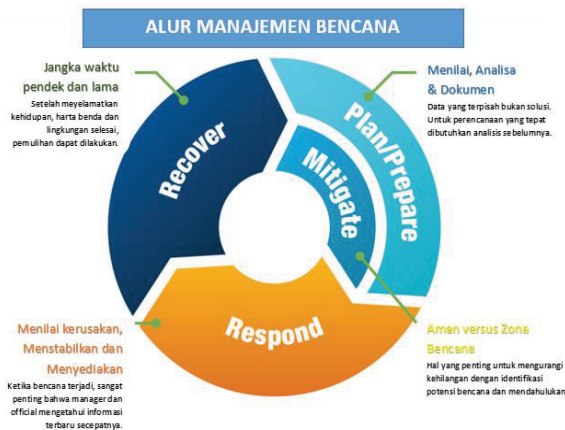 ALUR MANAJEMEN BENCANA
Jangka waktu
pendek dan lama
Setelah meyelamatkan
kehidupan, harta benda dan
lingkungan selesai,
pemulihan dapat dilakukan.
Menilai, Analisa
& Dokumen
Data yang terpisah bukan solusi.
Untuk perencanaan yang tepat
dibutuhkan analisis sebelumnya.
Recover
Plan/Prepare
Mitigate
Respond
Menilai kerusakan,
Menstabilkan dan
Menyediakan
Ketika bencana terjadi, sangat
penting bahwa manager dan
official mengetahui informasi
terbaru secepatnya.
Aman versus Zona
Bencana
Hal yang penting untuk mengurangi
kehilangan dengan identifikasi
potensi bencana dan mendahulukan